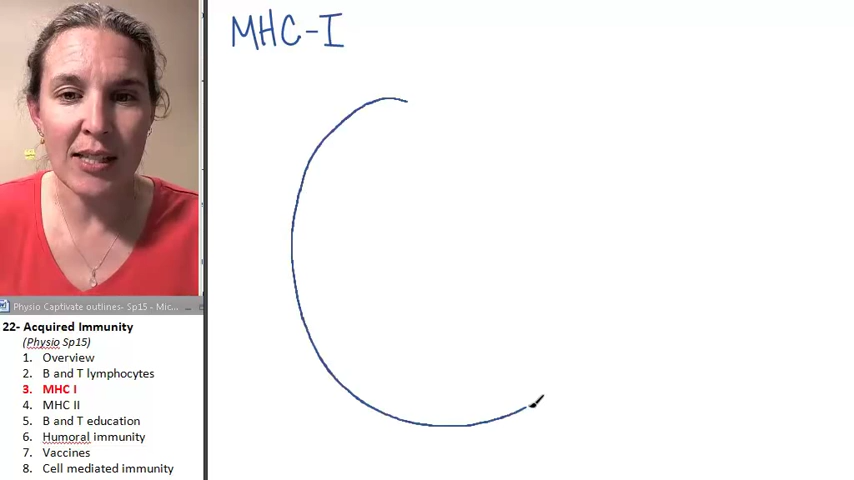 MHC-I
Physio Captivate outlines- Sp15 - Mic...
22- Acquired Immunity
(Physio Sp15)
1. Overview
2. B and T lymphocytes
3. MHC I
4. MHC II
5. B and T education
6. Humoral immunity
7. Vaccines
8. Cell mediated immunity